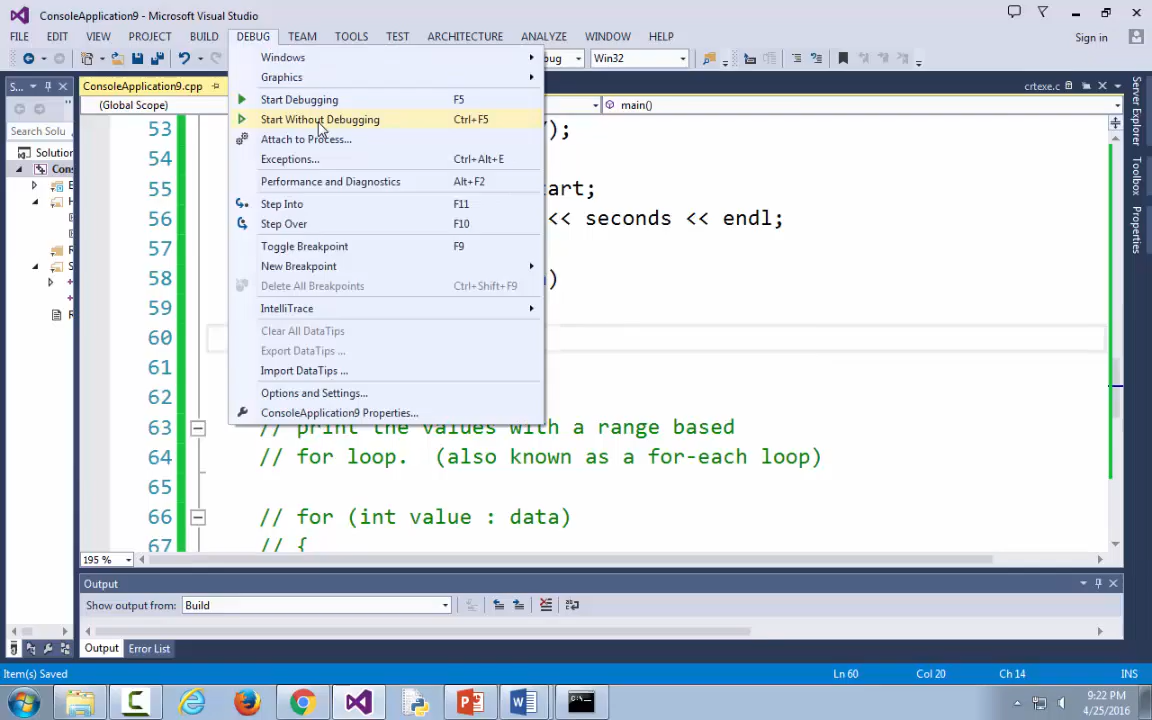 ConsoleApplication9 - Microsoft Visual Studio
FILE EDIT VIEW PROJECT BUILD DEBUG TEAM TOOLS TEST ARCHITECTURE ANALYZE WINDOW HELP
Sign in
Win32
ConsoleApplication9.cpp
crtexe.c
(Global Scope)
main()
Search Solu
Solution
Windows
Graphics
Start Debugging F5
Start Without Debugging Ctrl+F5
Attach to Process...
Exceptions... Ctrl+Alt+E
Performance and Diagnostics Alt+F2
Step Into F11
Step Over F10
Toggle Breakpoint F9
New Breakpoint
Delete All Breakpoints Ctrl+Shift+F9
IntelliTrace
Clear All DataTips
Export DataTips ...
Import DataTips ...
Options and Settings...
ConsoleApplication9 Properties...
53 );
54
55 art;
56 << seconds << endl;
57
58 )
59
60
61
62
63 // print the values with a range based
64 // for loop.  (also known as a for-each loop)
65
66 // for (int value : data)
67 // {
195 %
Server Explorer
Toolbox
Properties
Output
Show output from: Build
Output Error List
Item(s) Saved
Ln 60 Col 20 Ch 14 INS
9:22 PM
4/25/2016